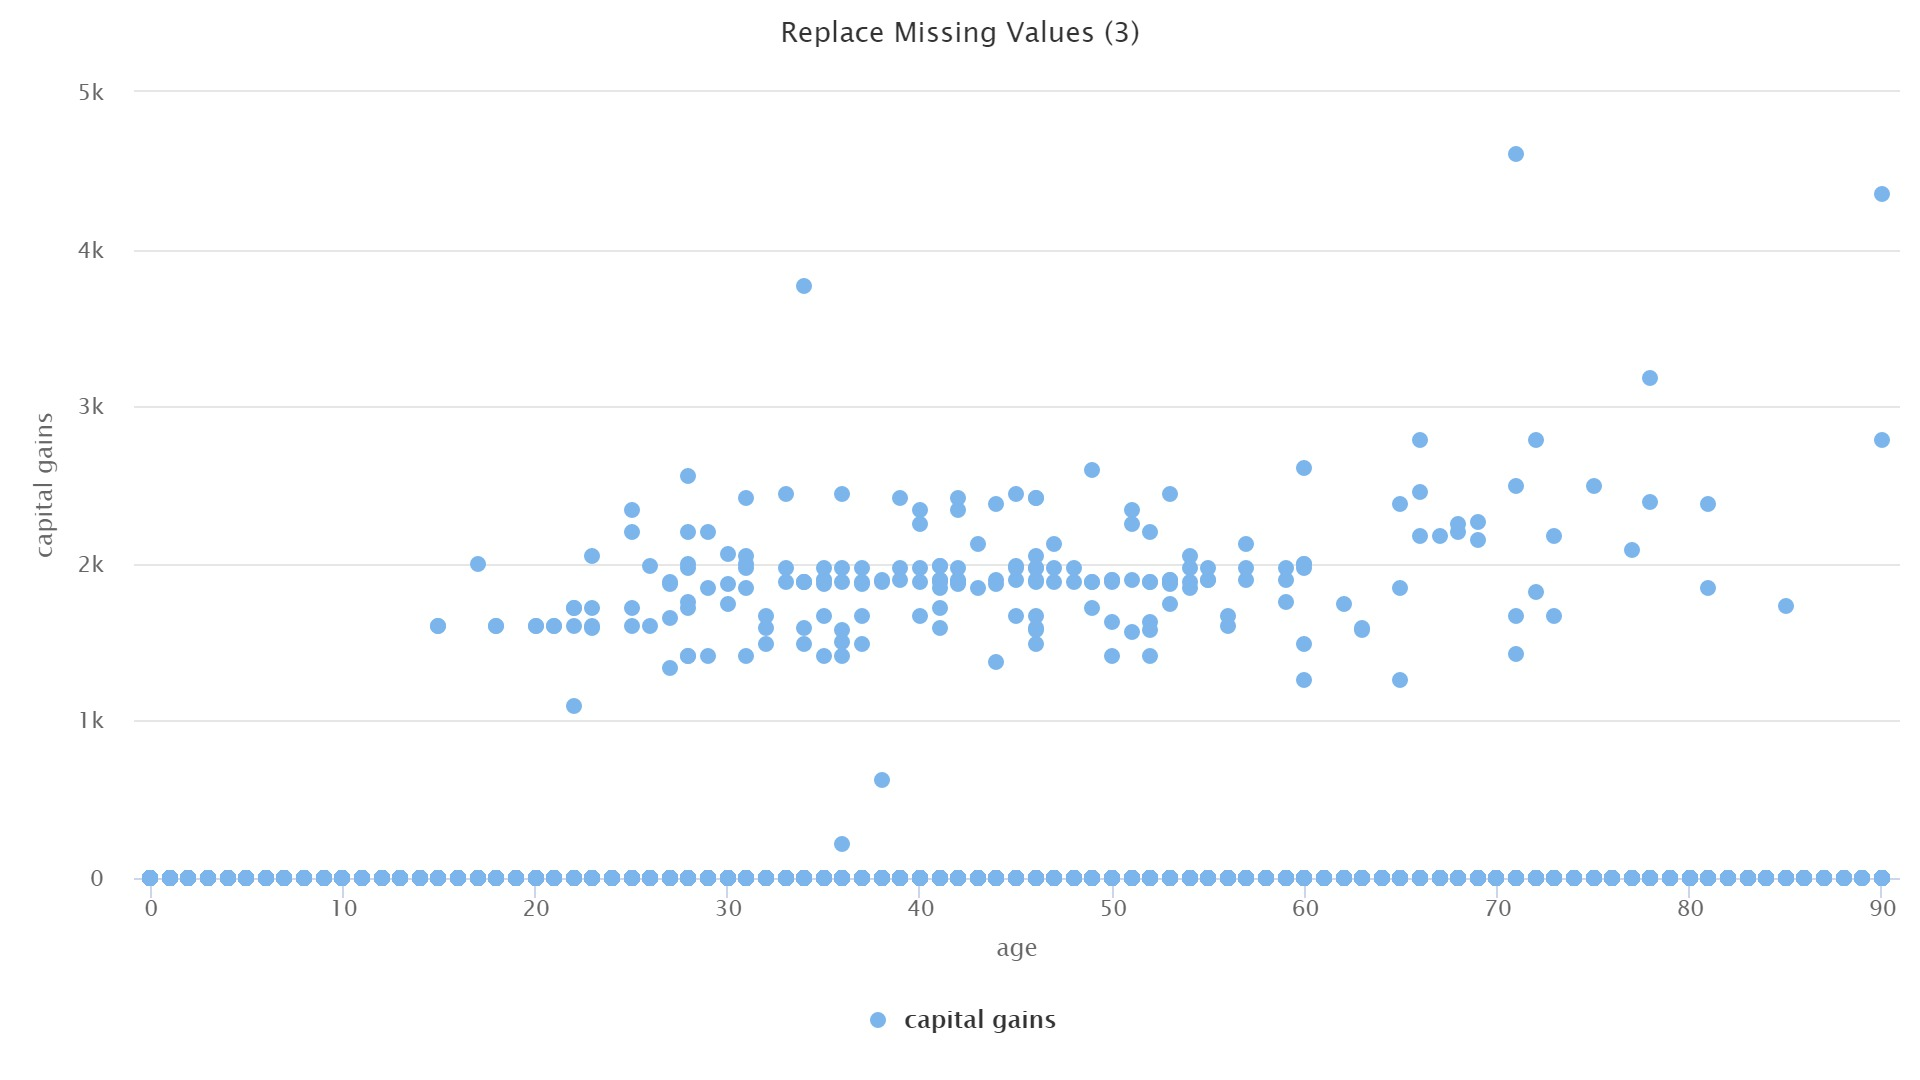 Replace Missing Values (3)
5k
4k
3k
2k
1k
0
capital gains
0 10 20 30 40 50 60 70 80 90
age
capital gains